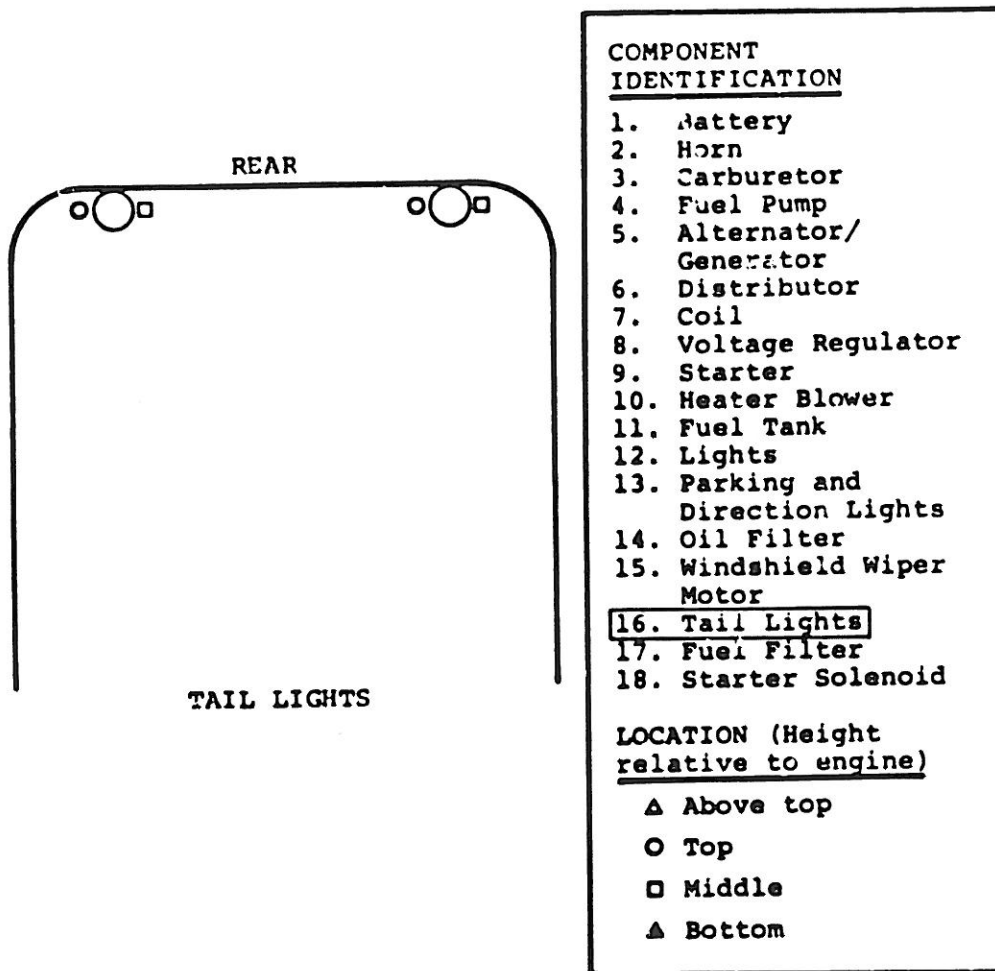 REAR
TAIL LIGHTS
COMPONENT
IDENTIFICATION
1. Battery
2. Horn
3. Carburetor
4. Fuel Pump
5. Alternator/
Generator
6. Distributor
7. Coil
8. Voltage Regulator
9. Starter
10. Heater Blower
11. Fuel Tank
12. Lights
13. Parking and
Direction Lights
14. Oil Filter
15. Windshield Wiper
Motor
16. Tail Lights
17. Fuel Filter
18. Starter Solenoid
LOCATION (Height
relative to engine)
Above top
Top
Middle
Bottom